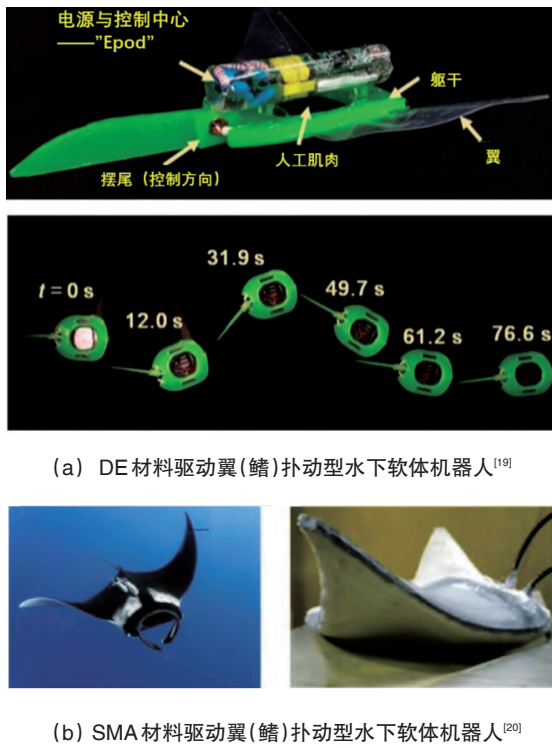 电源与控制中心
——”Epod”
躯干
人工肌肉
翼
摆尾（控制方向）
31.9 s
t = 0 s
49.7 s
12.0 s
61.2 s
76.6 s
(a) DE材料驱动翼(鳍)扑动型水下软体机器人[19]
(b) SMA材料驱动翼(鳍)扑动型水下软体机器人[20]